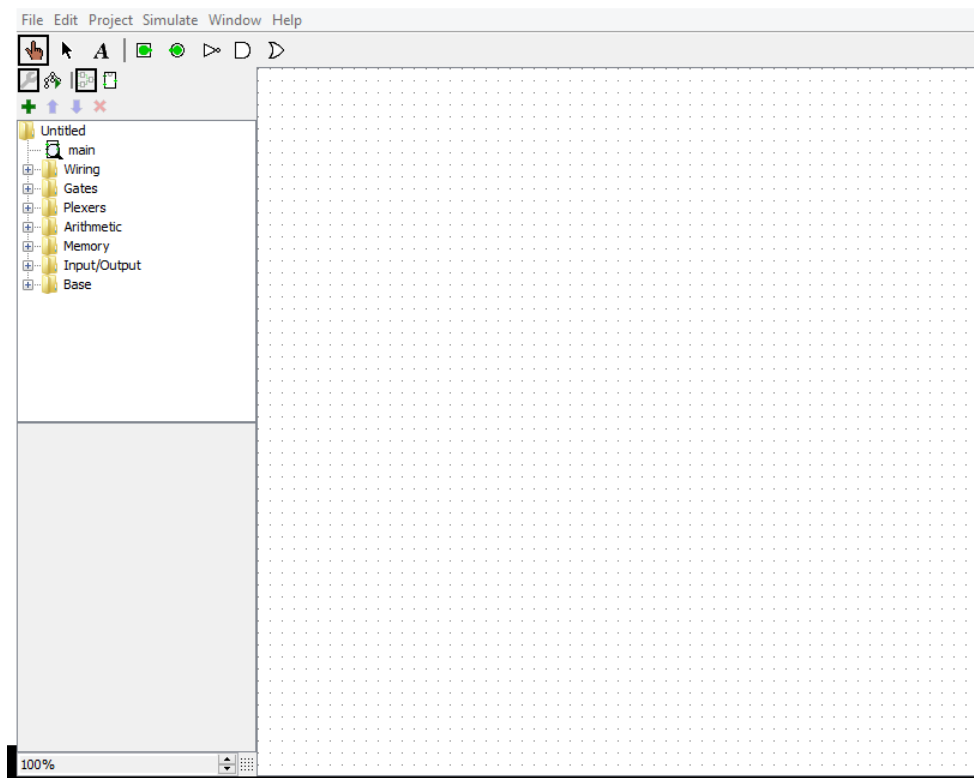 File Edit Project Simulate Window Help
A
Untitled
main
Wiring
Gates
Plexers
Arithmetic
Memory
Input/Output
Base
100%